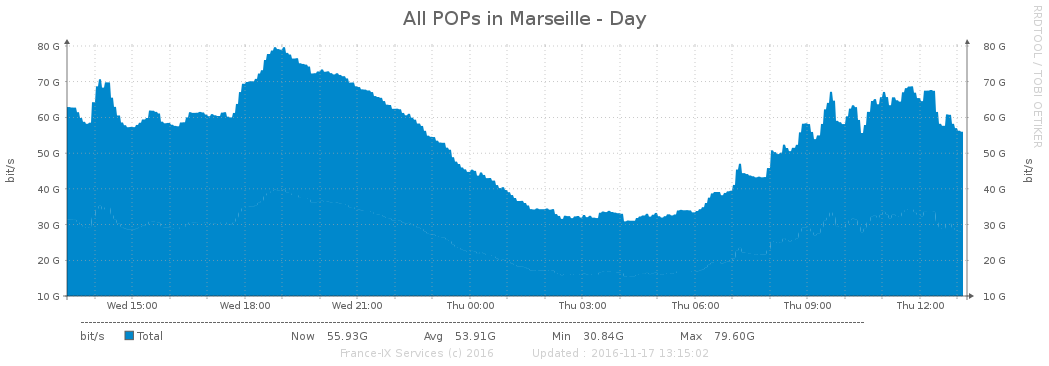 All POPs in Marseille - Day
RRDTOOL / TOBI OETIKER
80 G 80 G
70 G 70 G
60 G 60 G
50 G 50 G
40 G 40 G
30 G 30 G
20 G 20 G
10 G 10 G
bit/s
bit/s
Wed 15:00 Wed 18:00 Wed 21:00 Thu 00:00 Thu 03:00 Thu 06:00 Thu 09:00 Thu 12:00
bit/s Total Now 55.93G Avg 53.91G Min 30.84G Max 79.60G
France-IX Services (c) 2016 Updated : 2016-11-17 13:15:02